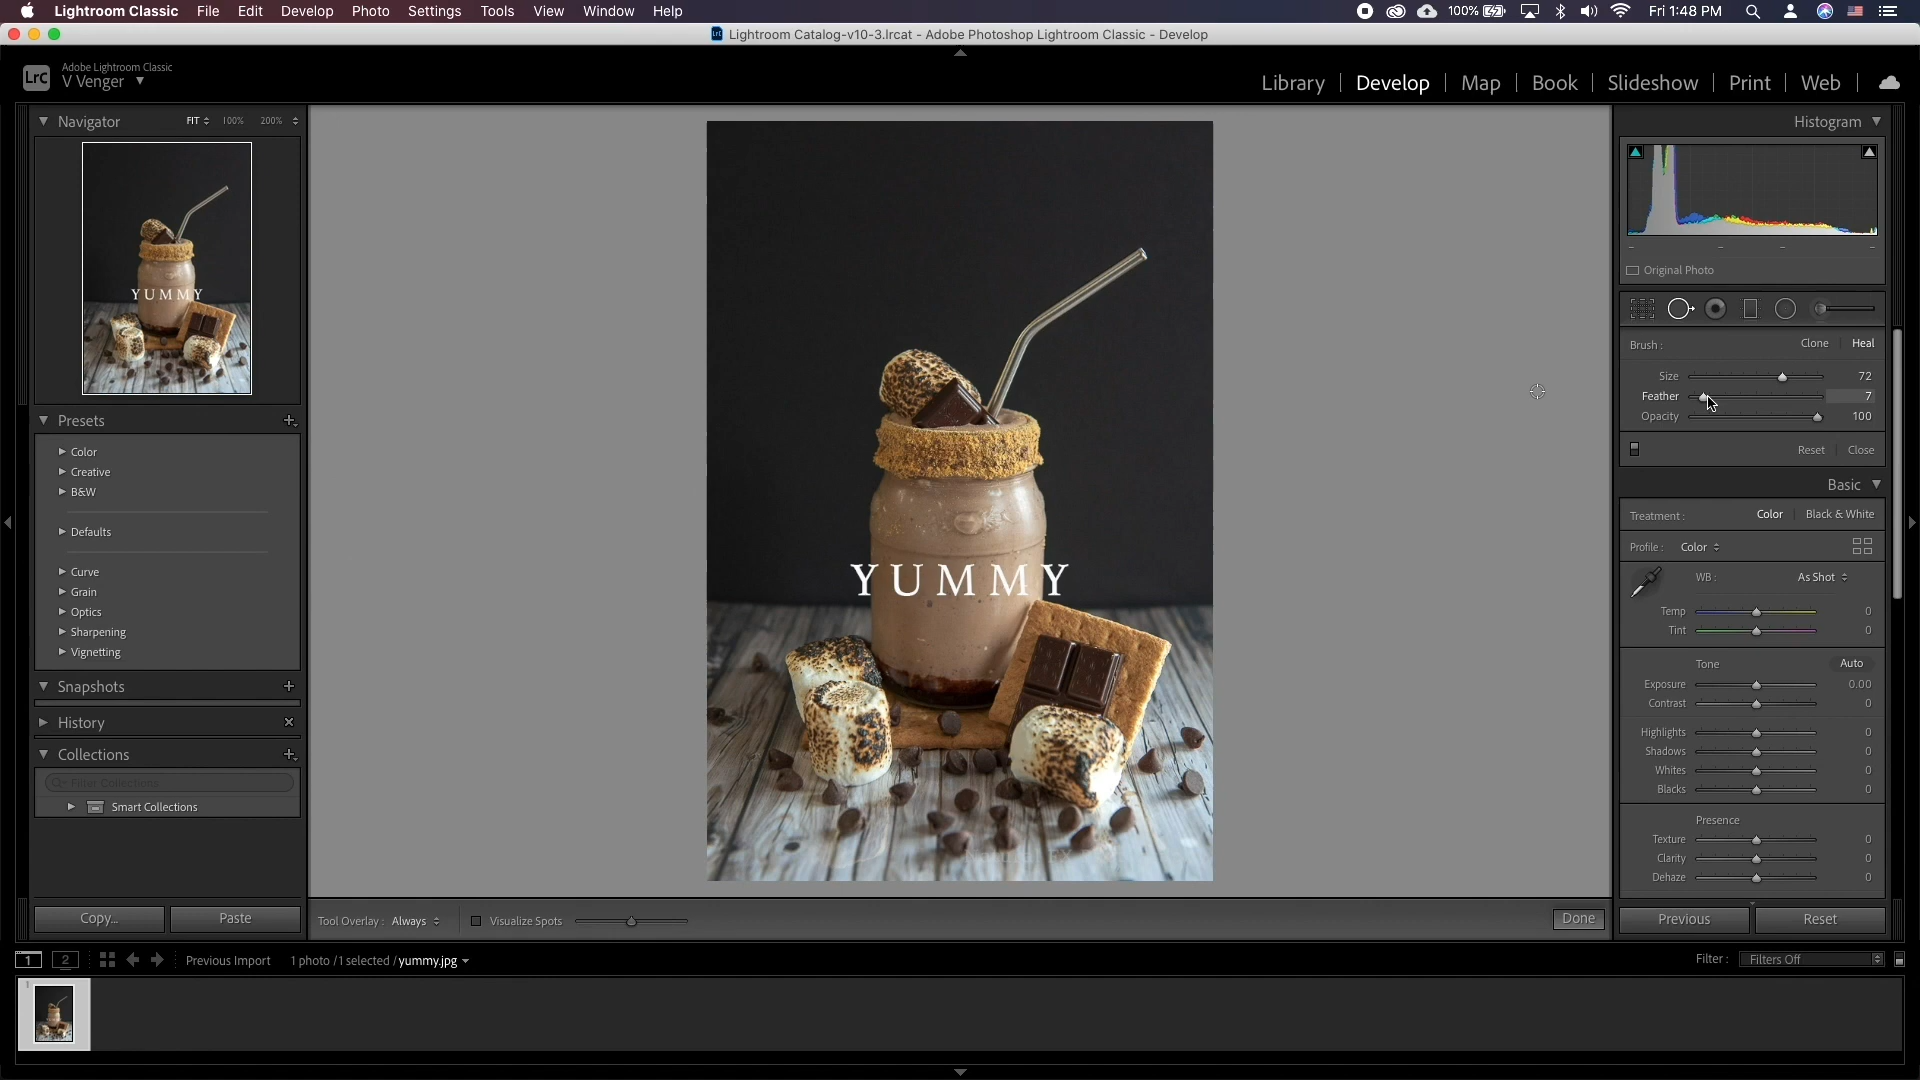 Lightroom Classic File Edit Develop Photo Settings Tools View Window Help 100% Fri 1:48 PM
Lightroom Catalog-v10-3.lrcat - Adobe Photoshop Lightroom Classic - Develop
LrC Adobe Lightroom Classic
V Venger
Library | Develop | Map | Book | Slideshow | Print | Web
Navigator FIT 100% 200%
YUMMY
Presets
Color
Creative
B&W
Defaults
Curve
Grain
Optics
Sharpening
Vignetting
Snapshots
History
Collections
Filter Collections
Smart Collections
Copy... Paste
YUMMY
Tool Overlay : Always Visualize Spots Done
Histogram
Original Photo
Brush : Clone Heal
Size 72
Feather 7
Opacity 100
Reset Close
Basic
Treatment : Color Black & White
Profile : Color
WB : As Shot
Temp 0
Tint 0
Tone Auto
Exposure 0.00
Contrast 0
Highlights 0
Shadows 0
Whites 0
Blacks 0
Presence
Texture 0
Clarity 0
Dehaze 0
Previous Reset
1 2 Previous Import 1 photo / 1 selected / yummy.jpg Filter : Filters Off